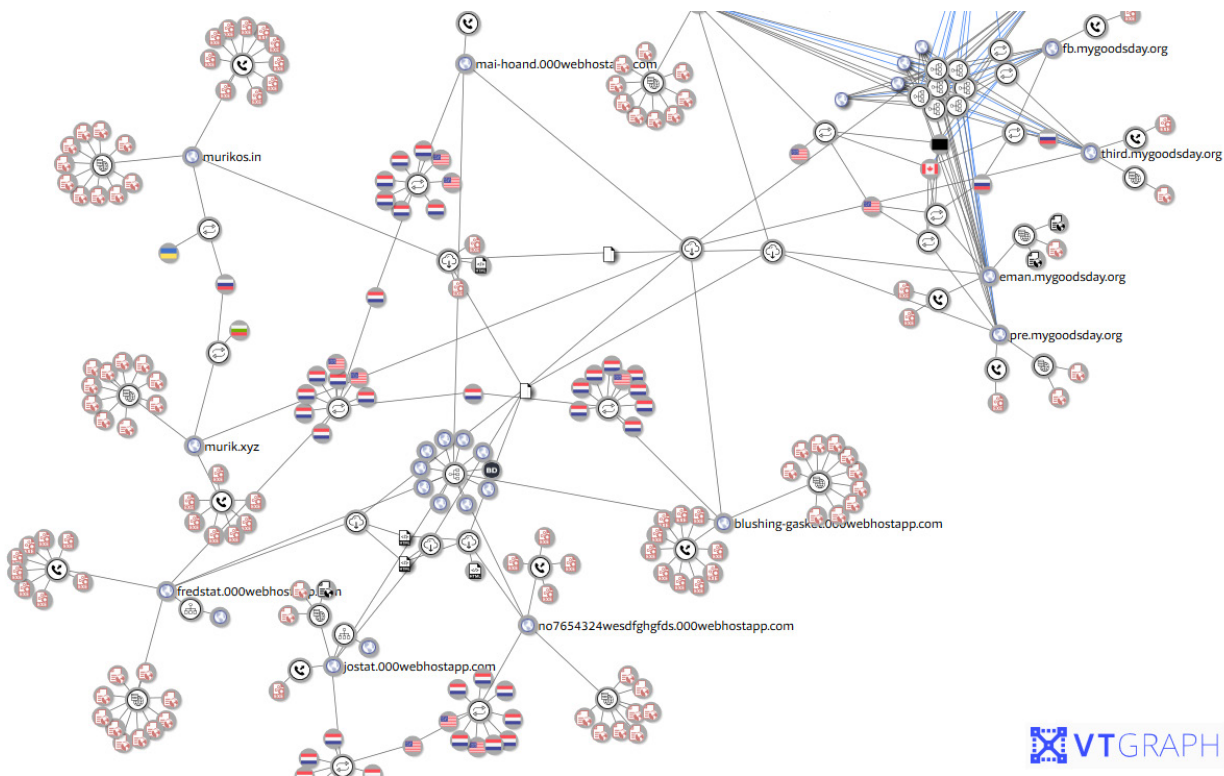 fb.mygoodsday.org
mai-hoand.000webhostapp.com
murikos.in
third.mygoodsday.org
eman.mygoodsday.org
pre.mygoodsday.org
murik.xyz
BD
blushing-gasket.000webhostapp.com
fredstat.000webhostapp.com
no7654324wesdfghgfds.000webhostapp.com
jostat.000webhostapp.com
VTGRAPH